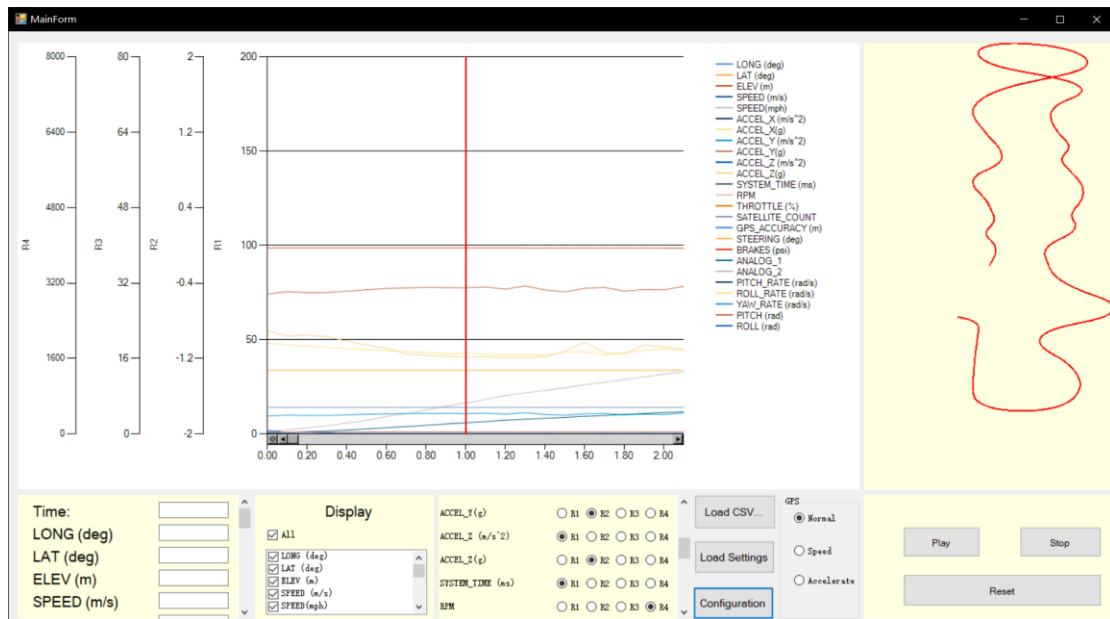 MainForm
R4
8000
6400
4800
3200
1600
0
R3
80
64
48
32
16
0
R2
2
1.2
0.4
-0.4
-1.2
-2
R1
200
150
100
50
0
0.00 0.20 0.40 0.60 0.80 1.00 1.20 1.40 1.60 1.80 2.00
LONG (deg)
LAT (deg)
ELEV (m)
SPEED (m/s)
SPEED(mph)
ACCEL_X (m/s^2)
ACCEL_X(g)
ACCEL_Y (m/s^2)
ACCEL_Y(g)
ACCEL_Z (m/s^2)
ACCEL_Z(g)
SYSTEM_TIME (ms)
RPM
THROTTLE (%)
SATELLITE_COUNT
GPS_ACCURACY (m)
STEERING (deg)
BRAKES (psi)
ANALOG_1
ANALOG_2
PITCH_RATE (rad/s)
ROLL_RATE (rad/s)
YAW_RATE (rad/s)
PITCH (rad)
ROLL (rad)
Time:
LONG (deg)
LAT (deg)
ELEV (m)
SPEED (m/s)
Display
All
LONG (deg)
LAT (deg)
ELEV (m)
SPEED (m/s)
SPEED(mph)
ACCEL_Y(g) R1 R2 R3 R4
ACCEL_Z (m/s^2) R1 R2 R3 R4
ACCEL_Z(g) R1 R2 R3 R4
SYSTEM_TIME (ms) R1 R2 R3 R4
RPM R1 R2 R3 R4
Load CSV...
Load Settings
Configuration
GPS
Normal
Speed
Accelerate
Play Stop
Reset